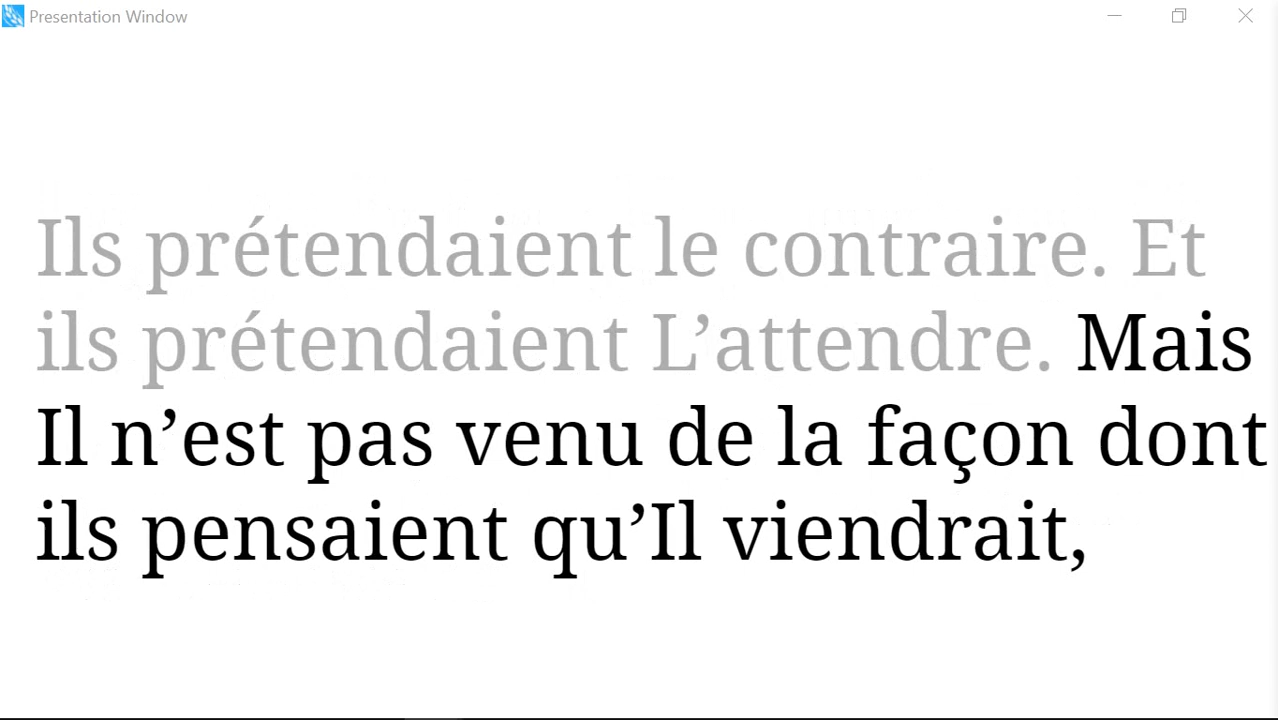 Presentation Window
Ils prétendaient le contraire. Et
ils prétendaient L’attendre. Mais
Il n’est pas venu de la façon dont
ils pensaient qu’Il viendrait,